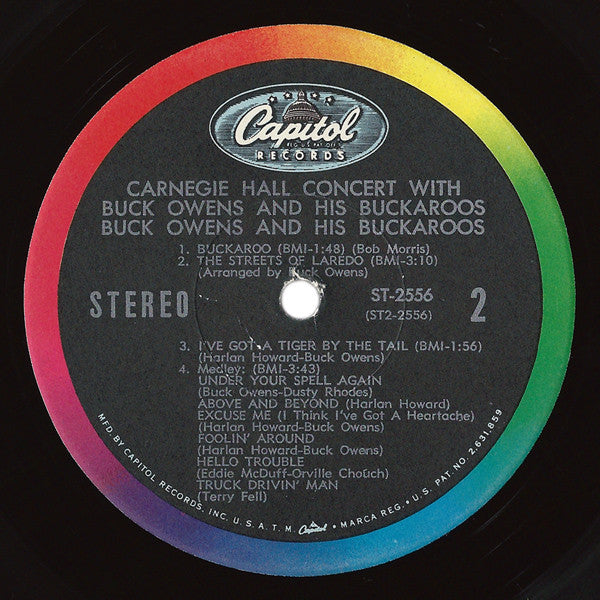 Capitol
REG. U.S. PAT. OFF.
RECORDS
CARNEGIE HALL CONCERT WITH
BUCK OWENS AND HIS BUCKAROOS
BUCK OWENS AND HIS BUCKAROOS
1. BUCKAROO (BMI-1:48) (Bob Morris)
2. THE STREETS OF LAREDO (BMI-3:10)
(Arranged by Buck Owens)
STEREO
ST-2556
(ST2-2556)
2
3. I'VE GOT A TIGER BY THE TAIL (BMI-1:56)
(Harlan Howard-Buck Owens)
4. Medley: (BMI-3:43)
UNDER YOUR SPELL AGAIN
(Buck Owens-Dusty Rhodes)
ABOVE AND BEYOND (Harlan Howard)
EXCUSE ME (I Think I've Got A Heartache)
(Harlan Howard-Buck Owens)
FOOLIN' AROUND
(Harlan Howard-Buck Owens)
HELLO TROUBLE
(Eddie McDuff-Orville Chouch)
TRUCK DRIVIN' MAN
(Terry Fell)
MFD. BY CAPITOL RECORDS, INC. U.S.A. T.M. Capitol MARCA REG. • U.S. PAT. NO. 2,631,859